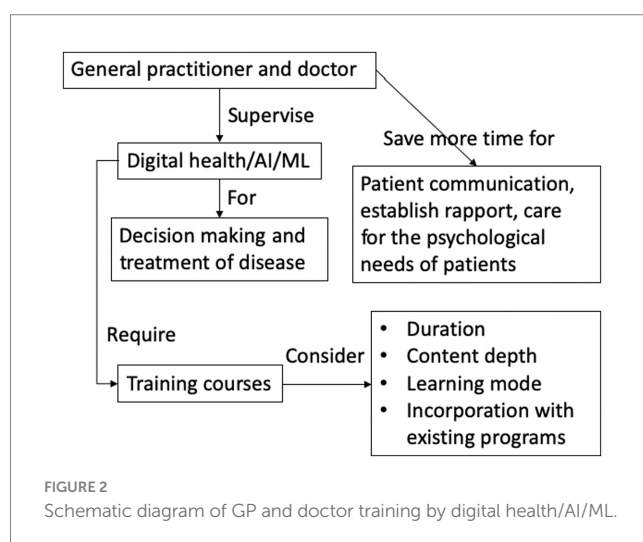 General practitioner and doctor
Supervise
Save more time for
Digital health/AI/ML
For
Patient communication,
establish rapport, care
for the psychological
needs of patients
Decision making and
treatment of disease
Require
Training courses
Consider
• Duration
• Content depth
• Learning mode
• Incorporation with
existing programs
FIGURE 2
Schematic diagram of GP and doctor training by digital health/AI/ML.